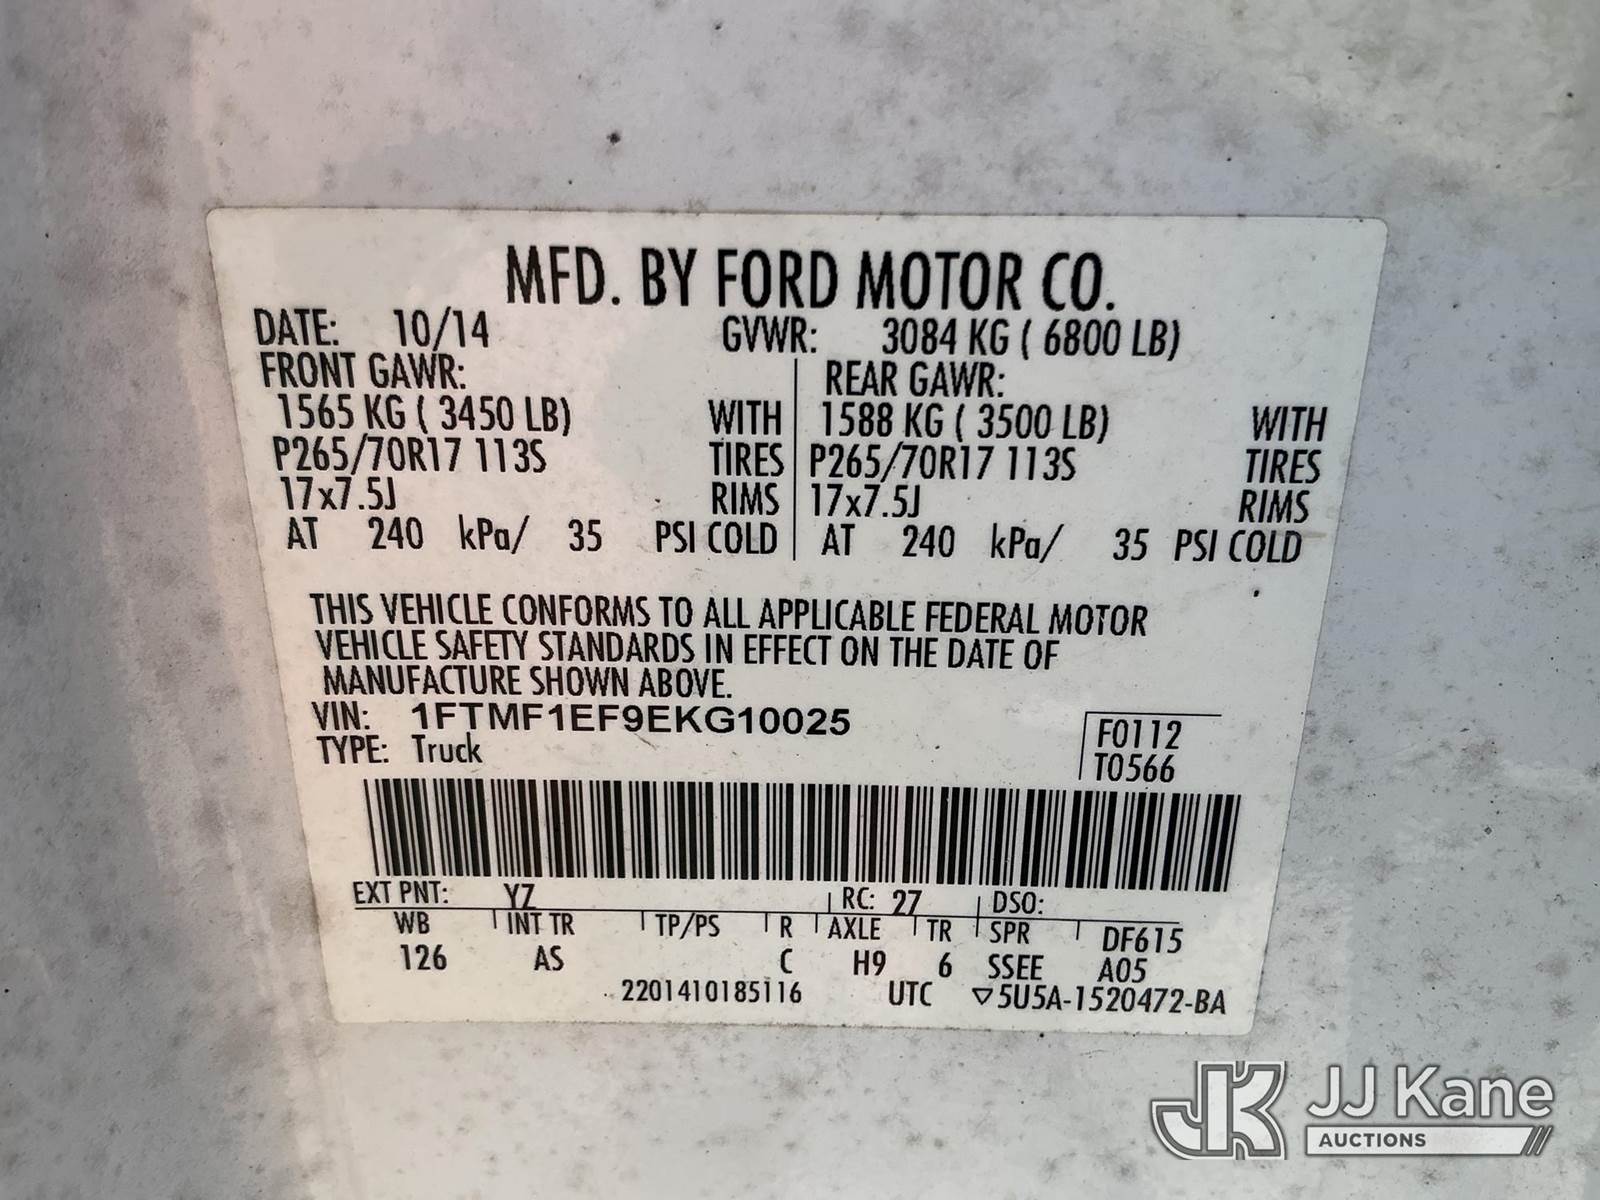 MFD. BY FORD MOTOR CO.
DATE: 10/14 GVWR: 3084 KG ( 6800 LB)
FRONT GAWR: REAR GAWR:
1565 KG ( 3450 LB) WITH 1588 KG ( 3500 LB) WITH
P265/70R17 113S TIRES P265/70R17 113S TIRES
17x7.5J RIMS 17x7.5J RIMS
AT 240 kPa/ 35 PSI COLD AT 240 kPa/ 35 PSI COLD
THIS VEHICLE CONFORMS TO ALL APPLICABLE FEDERAL MOTOR
VEHICLE SAFETY STANDARDS IN EFFECT ON THE DATE OF
MANUFACTURE SHOWN ABOVE.
VIN: 1FTMF1EF9EKG10025 F0112
TYPE: Truck T0566
EXT PNT: YZ RC: 27 DSO:
WB INT TR TP/PS R AXLE TR SPR DF615
126 AS C H9 6 SSEE A05
2201410185116 UTC ▽5U5A-1520472-BA
JJ Kane
AUCTIONS